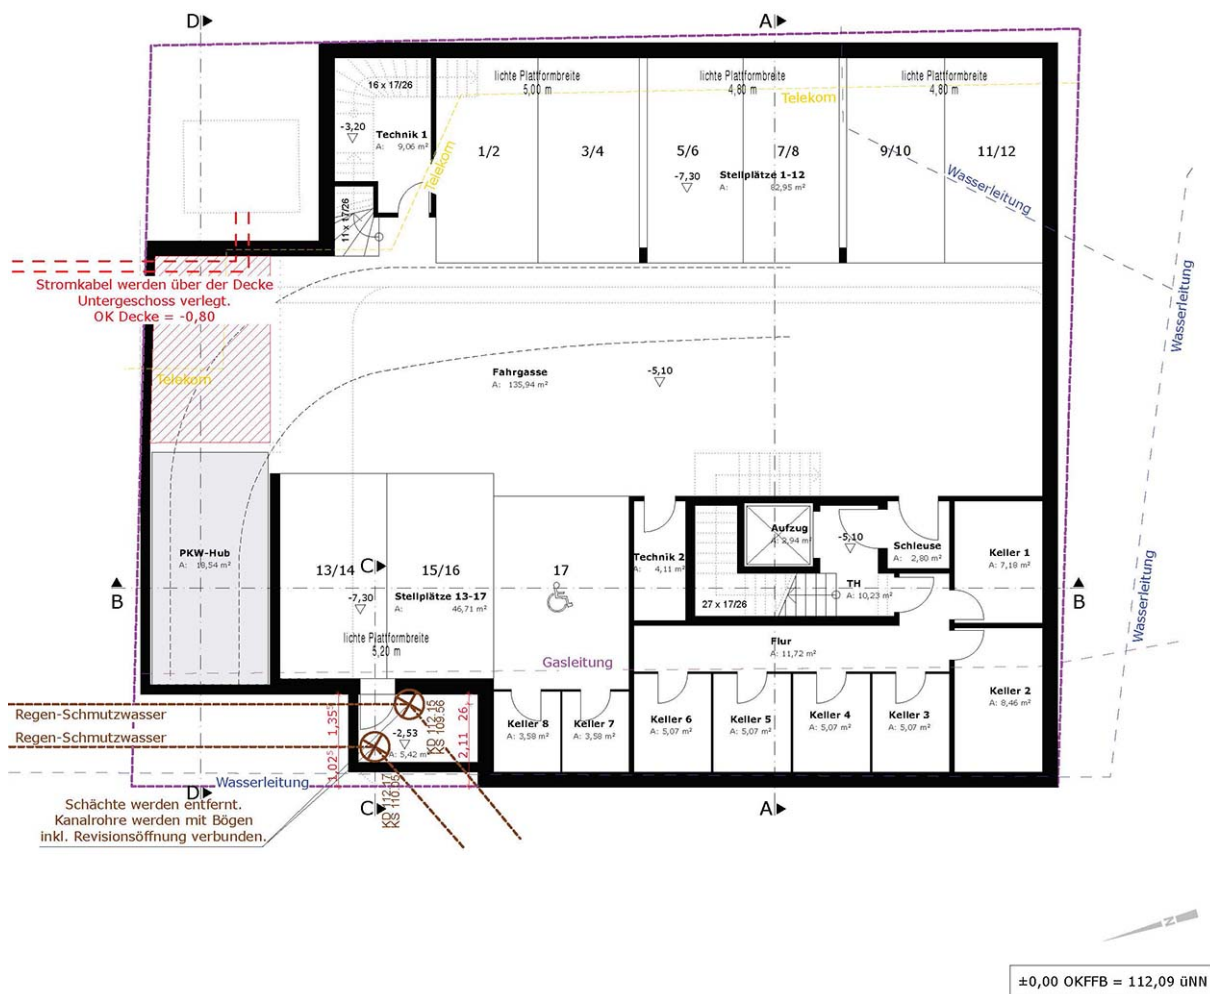 D
A
lichte Plattformbreite
5,00 m
lichte Plattformbreite
4,80 m
lichte Plattformbreite
4,80 m
Telekom
16 x 17/26
-3,20
Technik 1
A: 9,06 m²
Telekom
1/2
3/4
5/6
7/8
9/10
11/12
-7,30
Stellplätze 1-12
A: 82,95 m²
Wasserleitung
11 x 17/26
Stromkabel werden über der Decke
Untergeschoss verlegt.
OK Decke = -0,80
Wasserleitung
Telekom
Fahrgasse
A: 135,94 m²
-5,10
PKW-Hub
A: 18,54 m²
13/14
C
15/16
-7,30
Stellplätze 13-17
A: 46,71 m²
lichte Plattformbreite
5,20 m
17
Technik 2
A: 4,11 m²
Aufzug
A: 2,94 m²
-5,10
Schleuse
A: 2,80 m²
Keller 1
A: 7,18 m²
27 x 17/26
TH
A: 10,23 m²
B
B
Wasserleitung
Flur
A: 11,72 m²
Gasleitung
Keller 2
A: 8,46 m²
Regen-Schmutzwasser
Regen-Schmutzwasser
1,35⁵
1,02⁵
-2,53
A: 5,42 m²
KD 112.15
KS 109.56
26
2,11
Keller 8
A: 3,58 m²
Keller 7
A: 3,58 m²
Keller 6
A: 5,07 m²
Keller 5
A: 5,07 m²
Keller 4
A: 5,07 m²
Keller 3
A: 5,07 m²
Wasserleitung
D
KD 112.17
KS 110.05
C
A
Schächte werden entfernt.
Kanalrohre werden mit Bögen
inkl. Revisionsöffnung verbunden.
N
±0,00 OKFFB = 112,09 üNN